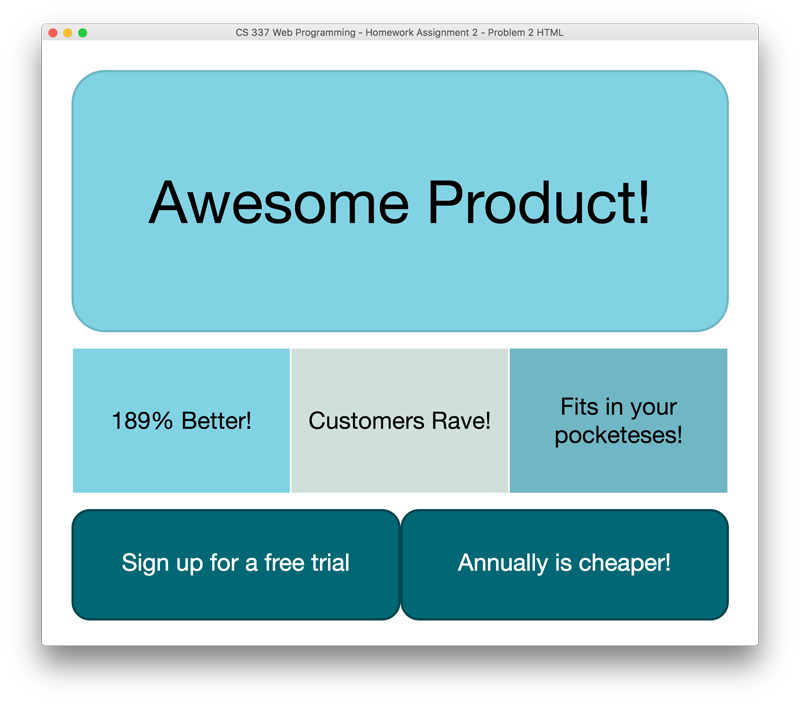 CS 337 Web Programming - Homework Assignment 2 - Problem 2 HTML
Awesome Product!
189% Better!
Customers Rave!
Fits in your
pocketeses!
Sign up for a free trial
Annually is cheaper!